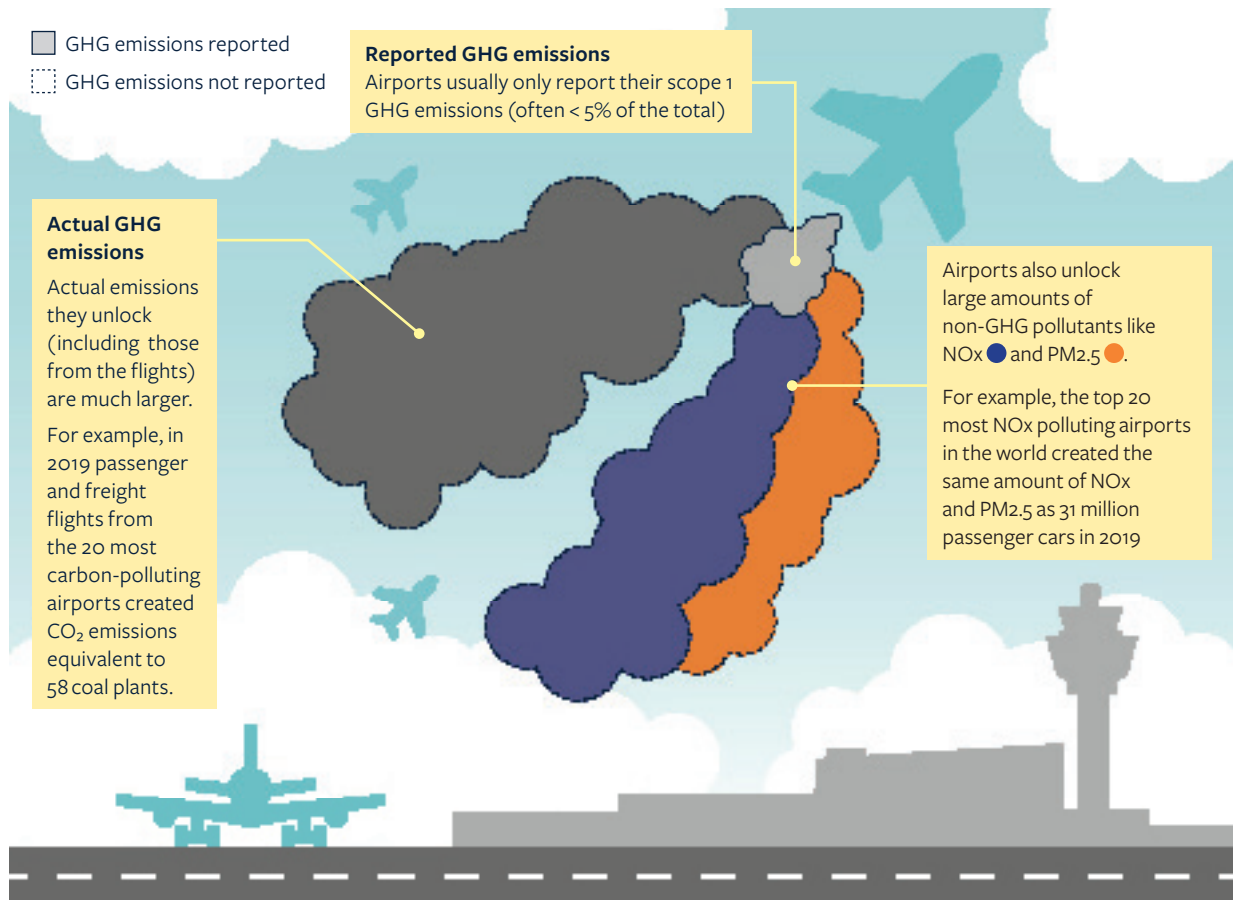 GHG emissions reported
GHG emissions not reported
Reported GHG emissions
Airports usually only report their scope 1
GHG emissions (often < 5% of the total)
Actual GHG
emissions
Actual emissions
they unlock
(including those
from the flights)
are much larger.
For example, in
2019 passenger
and freight
flights from
the 20 most
carbon-polluting
airports created
CO₂ emissions
equivalent to
58 coal plants.
Airports also unlock
large amounts of
non-GHG pollutants like
NOx and PM2.5 .
For example, the top 20
most NOx polluting airports
in the world created the
same amount of NOx
and PM2.5 as 31 million
passenger cars in 2019